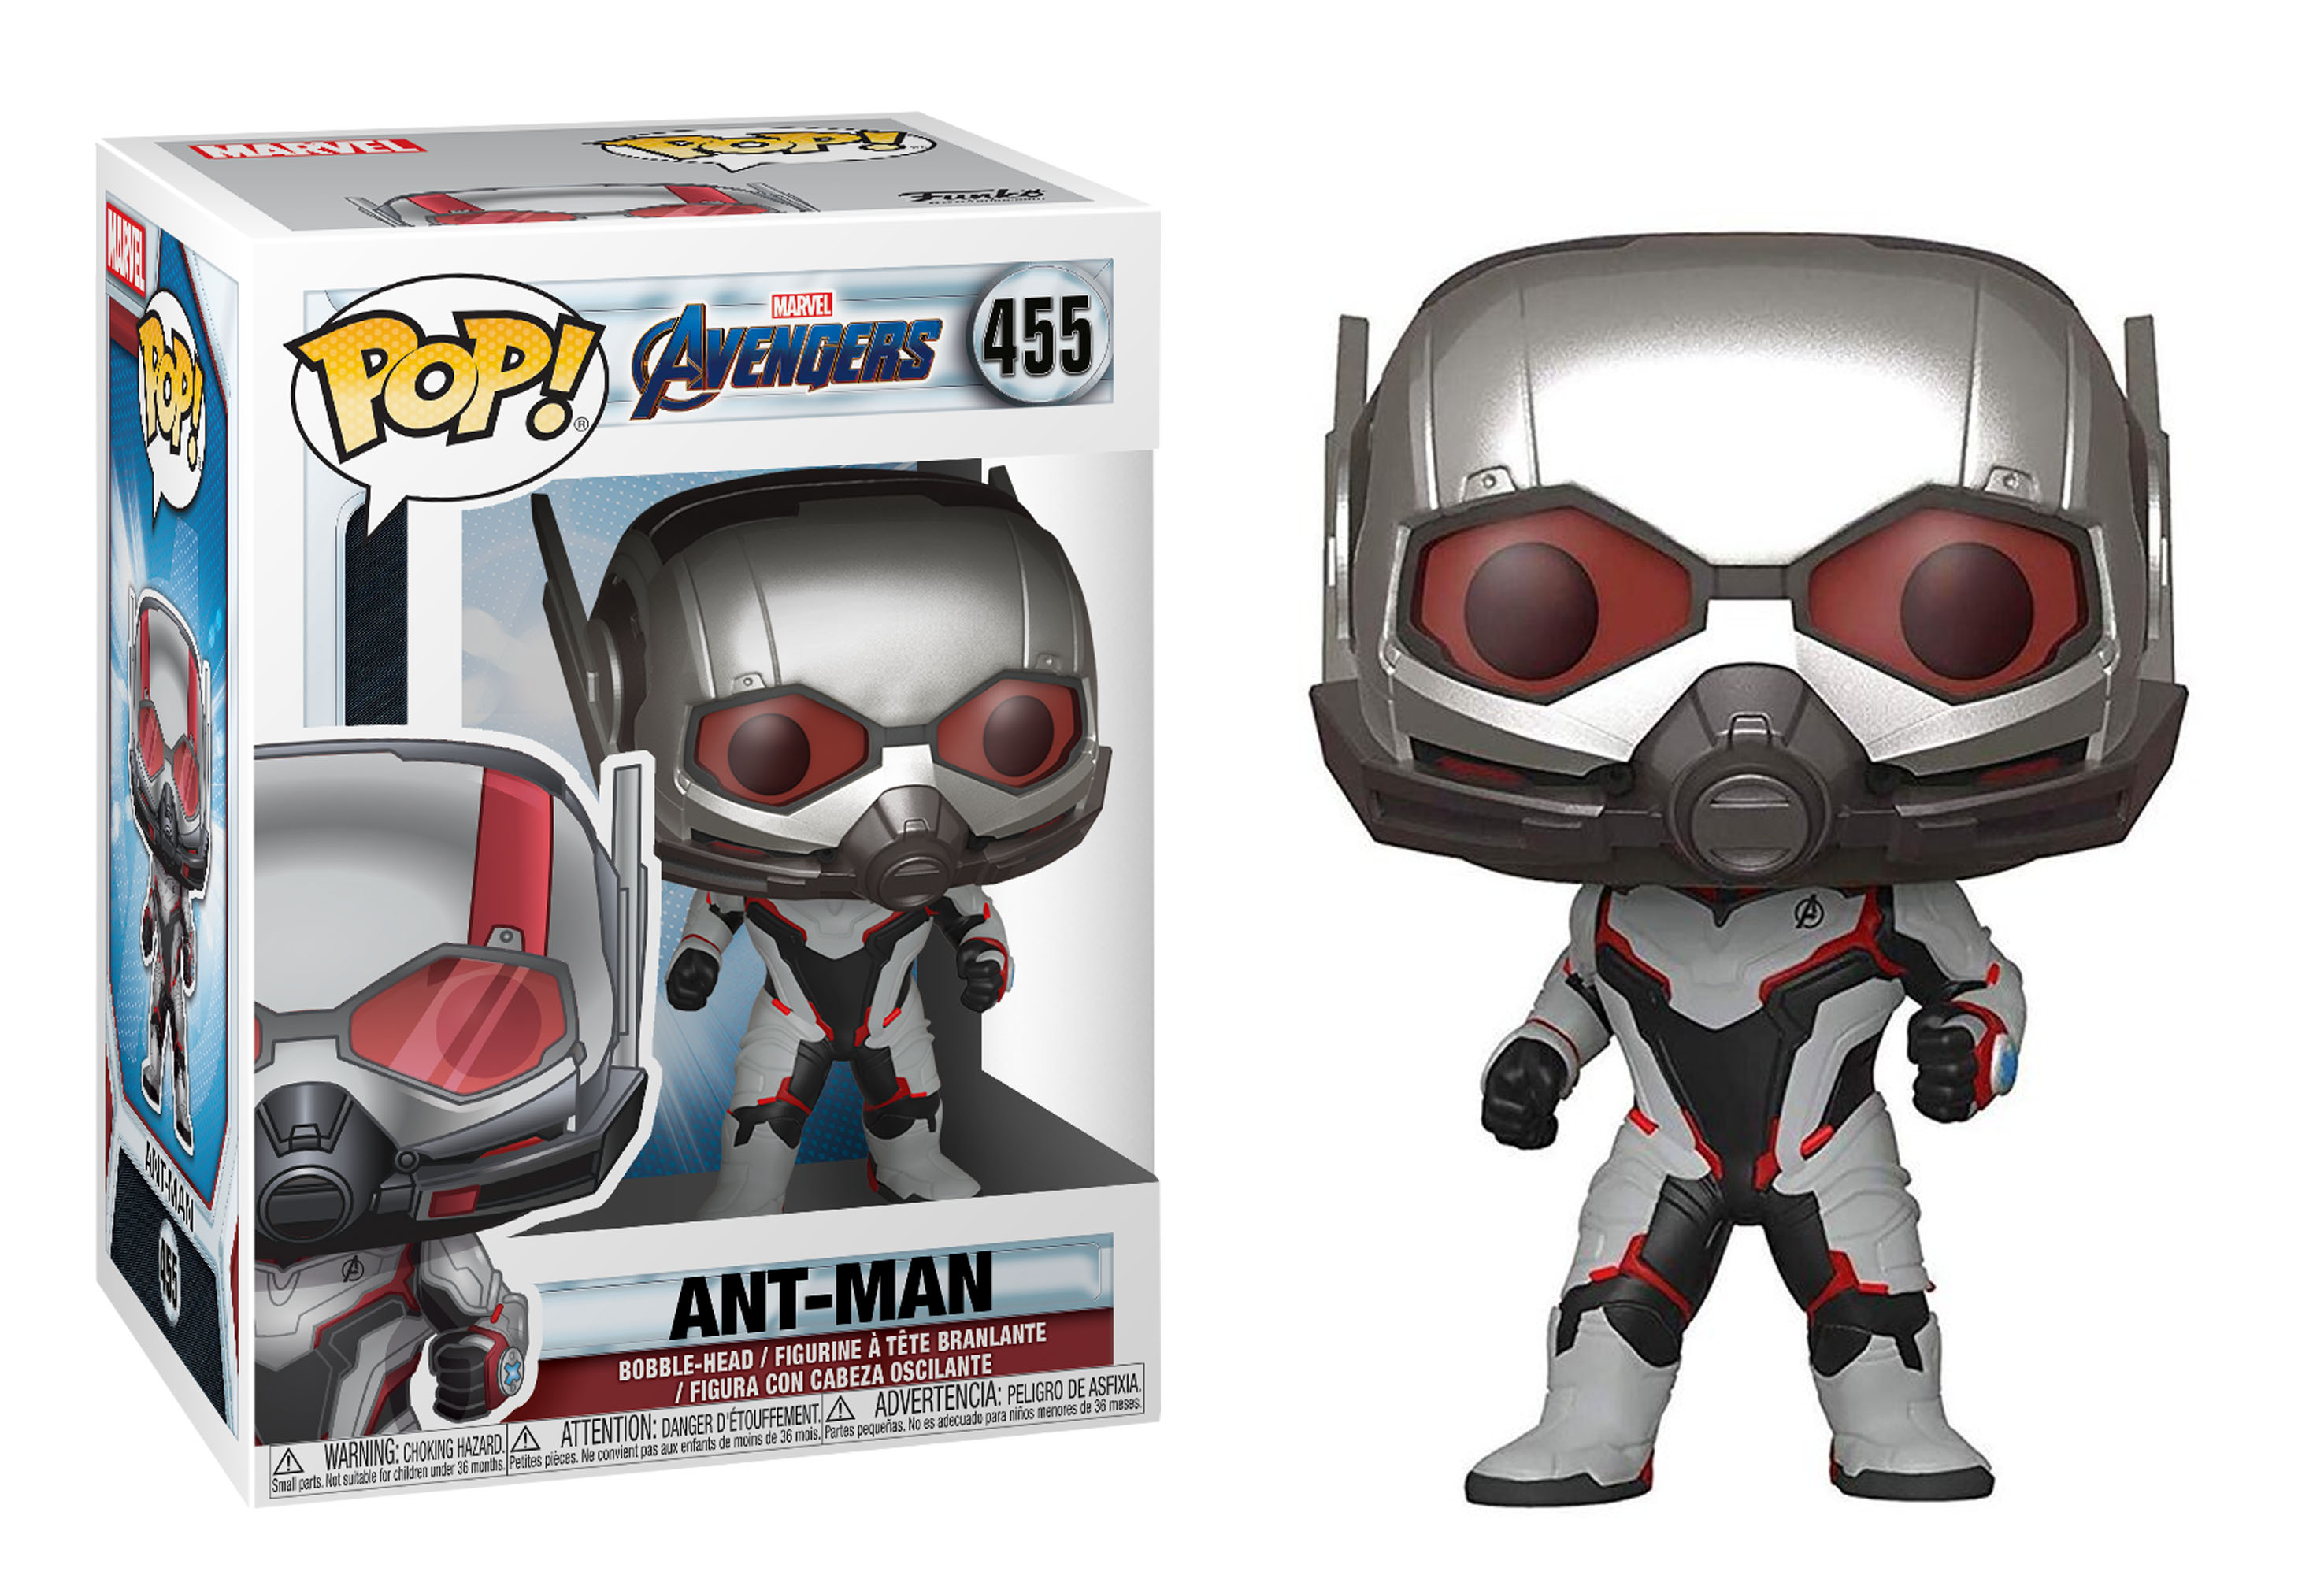 MARVEL
POP!
Funko
MARVEL
POP!
ANT-MAN
455
POP!®
MARVEL
AVENGERS
455
ANT-MAN
BOBBLE-HEAD / FIGURINE À TÊTE BRANLANTE
/ FIGURA CON CABEZA OSCILANTE
WARNING: CHOKING HAZARD.
Small parts. Not suitable for children under 36 months.
ATTENTION: DANGER D'ÉTOUFFEMENT.
Petites pièces. Ne convient pas aux enfants de moins de 36 mois.
ADVERTENCIA: PELIGRO DE ASFIXIA.
Partes pequeñas. No es adecuado para niños menores de 36 meses.